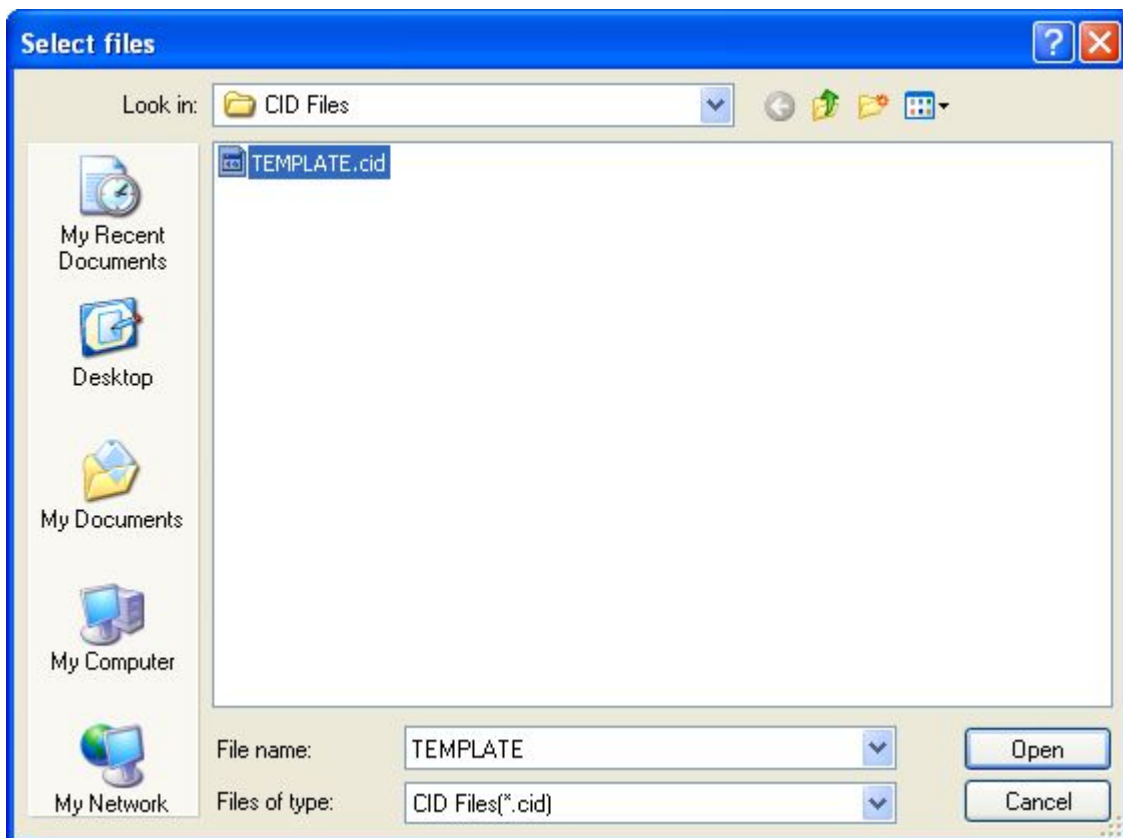 Select files
Look in:
CID Files
TEMPLATE.cid
My Recent
Documents
Desktop
My Documents
My Computer
My Network
File name:
TEMPLATE
Open
Files of type:
CID Files(*.cid)
Cancel